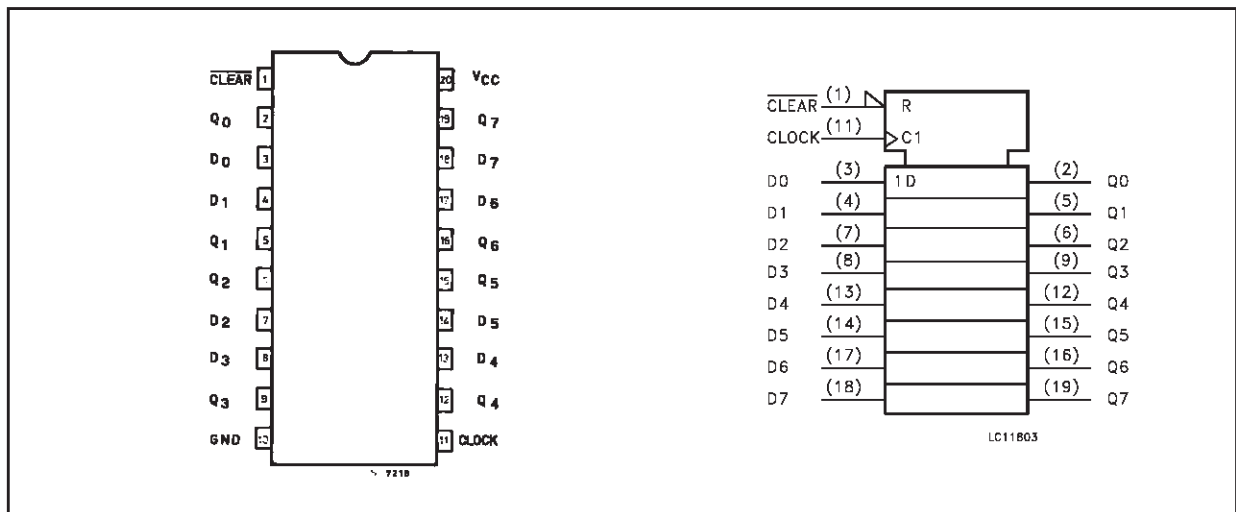 CLEAR 1 20 VCC
Q0 2 19 Q7
D0 3 18 D7
D1 4 17 D6
Q1 5 16 Q6
Q2 15 Q5
D2 7 14 D5
D3 8 13 D4
Q3 9 12 Q4
GND 10 11 CLOCK
7218
CLEAR (1) R
CLOCK (11) C1
D0 (3) 1D (2) Q0
D1 (4) (5) Q1
D2 (7) (6) Q2
D3 (8) (9) Q3
D4 (13) (12) Q4
D5 (14) (15) Q5
D6 (17) (16) Q6
D7 (18) (19) Q7
LC11803